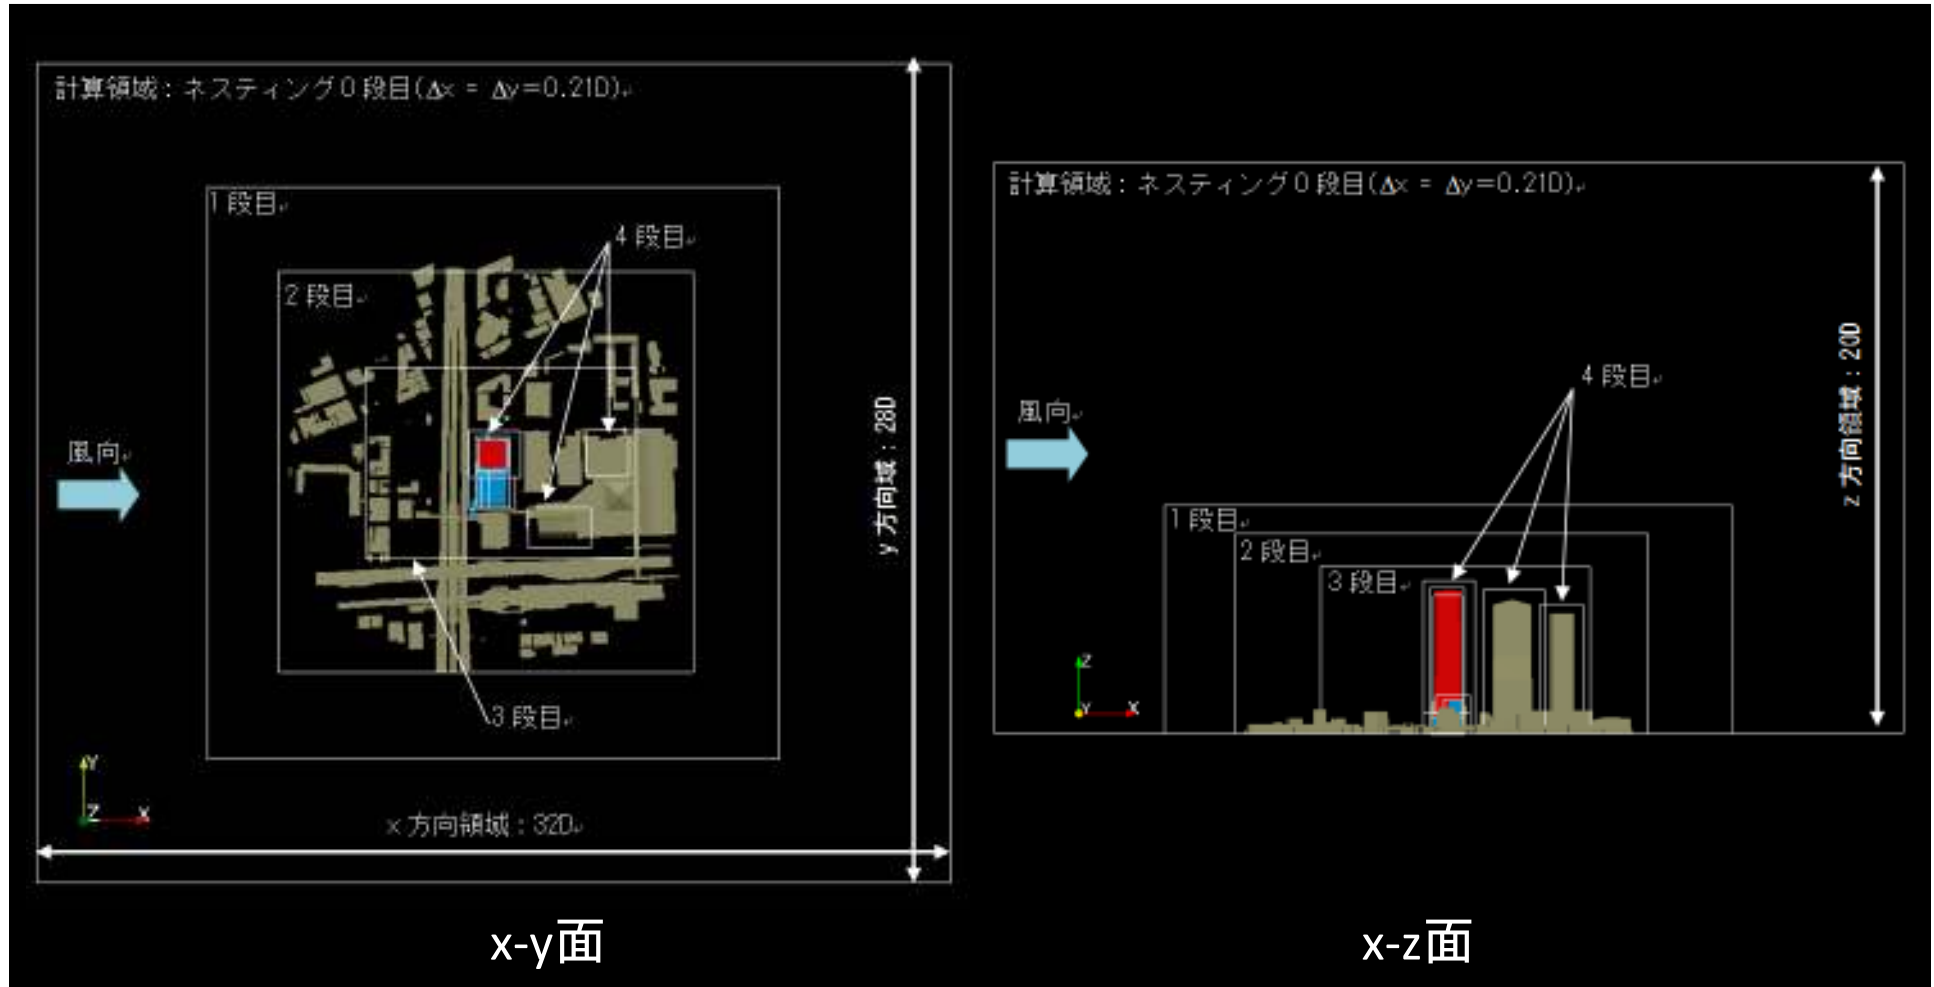 計算領域：ネスティング0段目(Δx = Δy=0.21D)
1段目
4段目
2段目
風向
y方向域：28D
3段目
Y
Z
X
x方向領域：32D
x-y面
計算領域：ネスティング0段目(Δx = Δy=0.21D)
4段目
風向
z方向領域：20D
1段目
2段目
3段目
Z
Y
X
x-z面